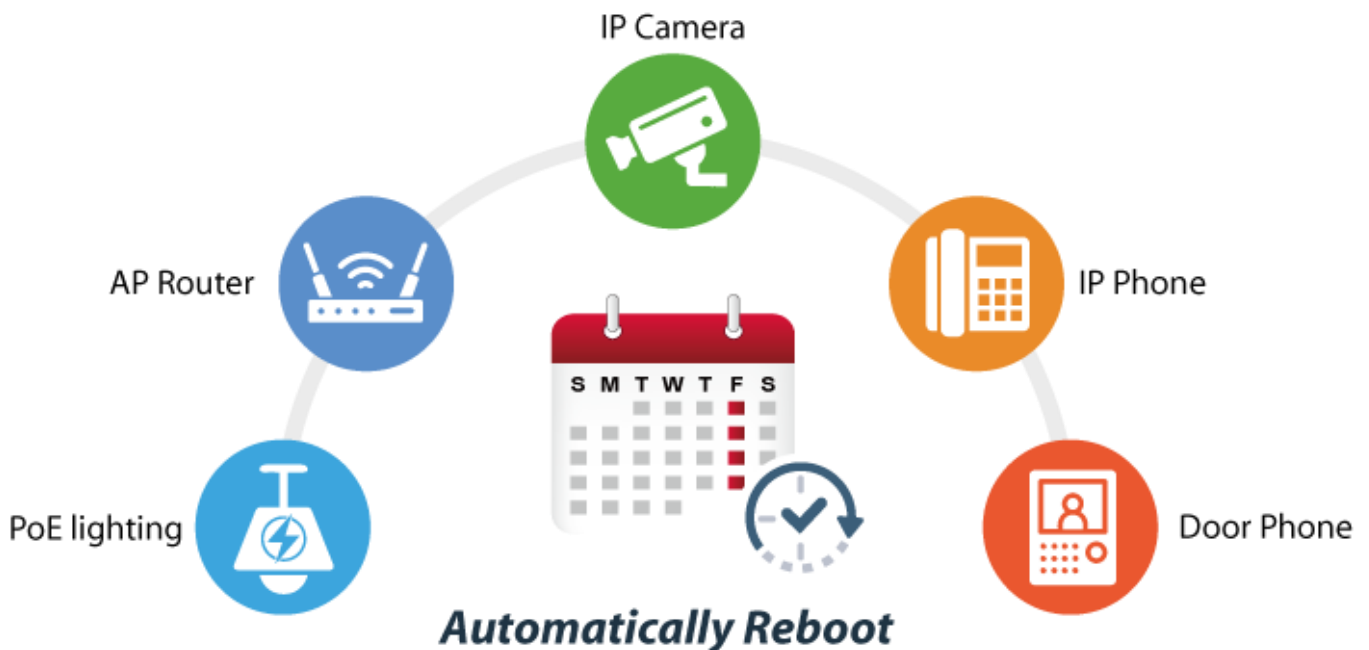 IP Camera
AP Router
IP Phone
S M T W T F S
PoE lighting
Door Phone
Automatically Reboot